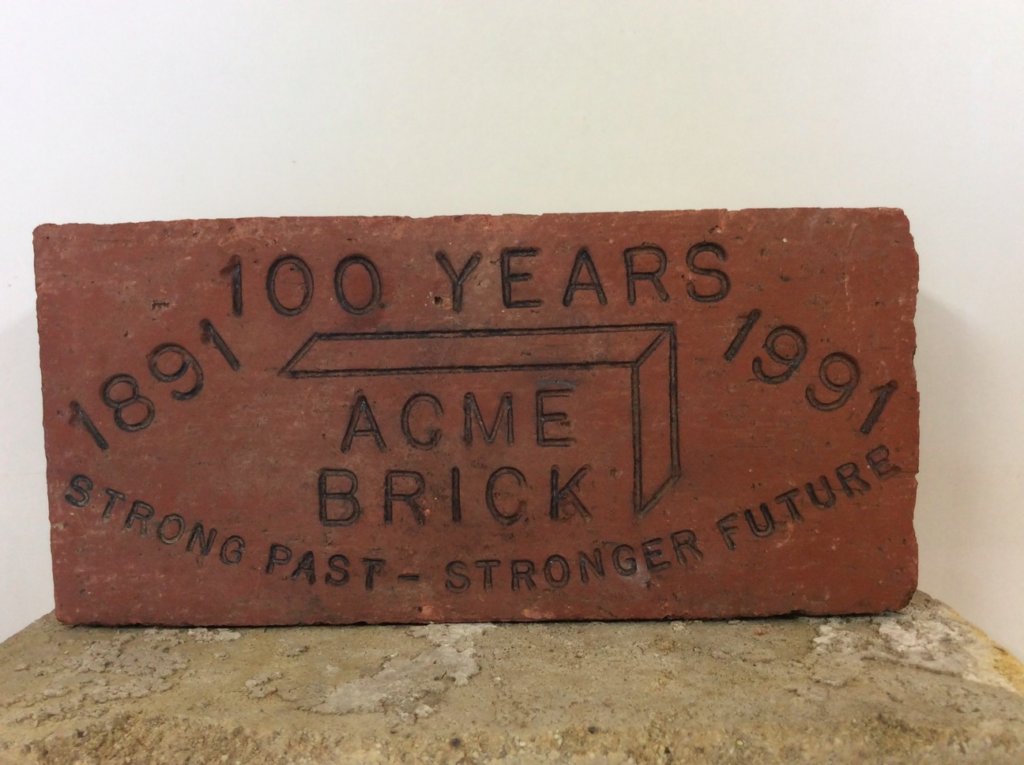 100 YEARS
1891 1991
ACME
BRICK
STRONG PAST - STRONGER FUTURE